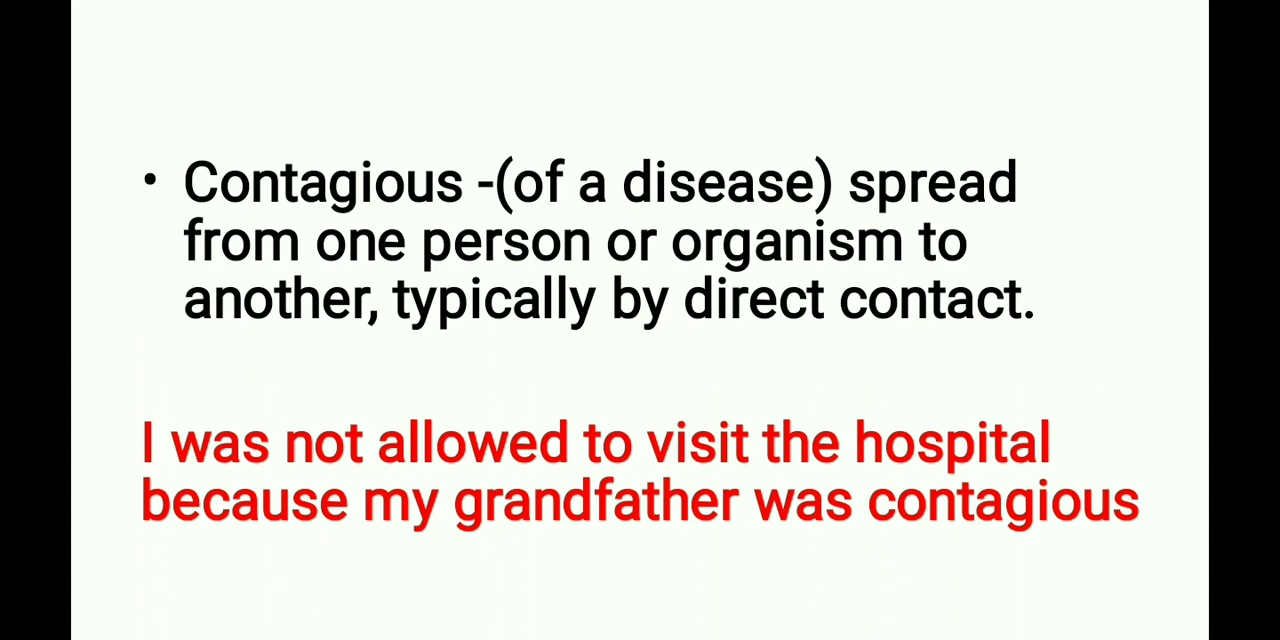 • Contagious -(of a disease) spread
from one person or organism to
another, typically by direct contact.
I was not allowed to visit the hospital
because my grandfather was contagious